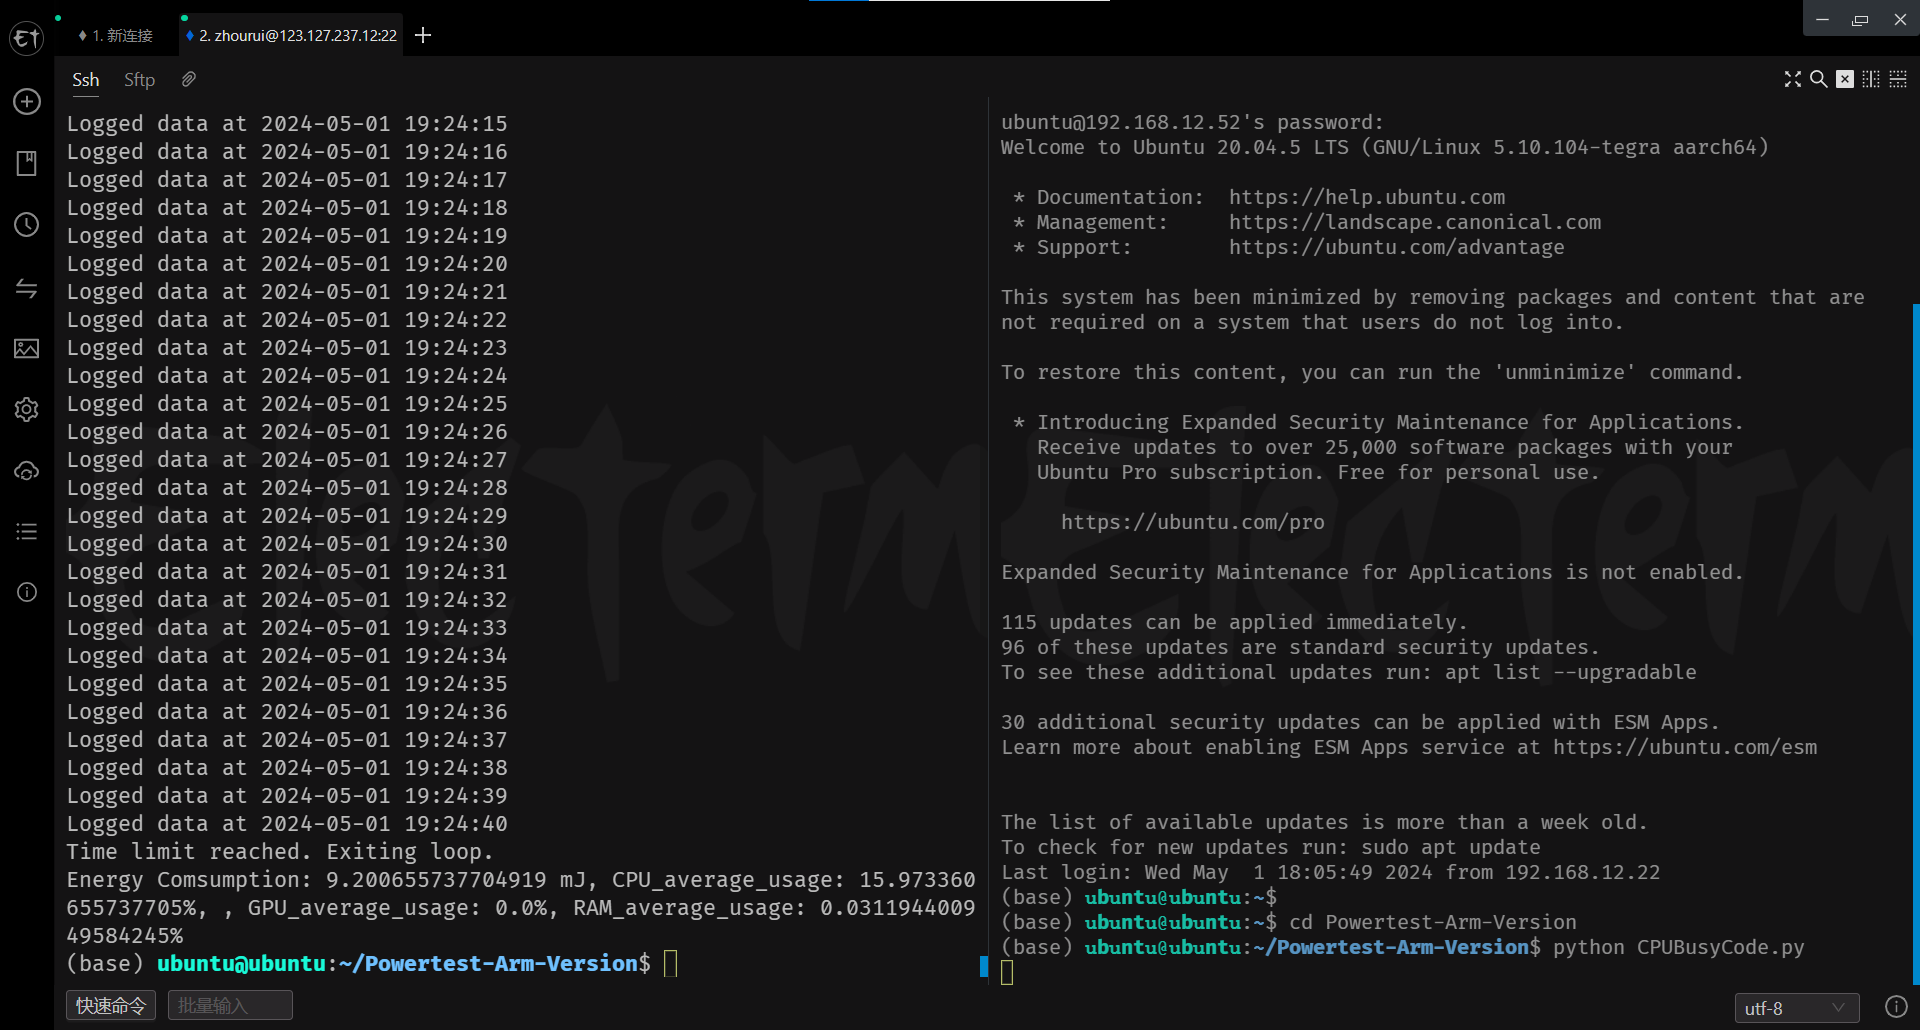 1. 新连接
2. zhourui@123.127.237.12:22
Ssh
Sftp
Logged data at 2024-05-01 19:24:15
Logged data at 2024-05-01 19:24:16
Logged data at 2024-05-01 19:24:17
Logged data at 2024-05-01 19:24:18
Logged data at 2024-05-01 19:24:19
Logged data at 2024-05-01 19:24:20
Logged data at 2024-05-01 19:24:21
Logged data at 2024-05-01 19:24:22
Logged data at 2024-05-01 19:24:23
Logged data at 2024-05-01 19:24:24
Logged data at 2024-05-01 19:24:25
Logged data at 2024-05-01 19:24:26
Logged data at 2024-05-01 19:24:27
Logged data at 2024-05-01 19:24:28
Logged data at 2024-05-01 19:24:29
Logged data at 2024-05-01 19:24:30
Logged data at 2024-05-01 19:24:31
Logged data at 2024-05-01 19:24:32
Logged data at 2024-05-01 19:24:33
Logged data at 2024-05-01 19:24:34
Logged data at 2024-05-01 19:24:35
Logged data at 2024-05-01 19:24:36
Logged data at 2024-05-01 19:24:37
Logged data at 2024-05-01 19:24:38
Logged data at 2024-05-01 19:24:39
Logged data at 2024-05-01 19:24:40
Time limit reached. Exiting loop.
Energy Comsumption: 9.200655737704919 mJ, CPU_average_usage: 15.973360
655737705%, , GPU_average_usage: 0.0%, RAM_average_usage: 0.0311944009
49584245%
(base) ubuntu@ubuntu:~/Powertest-Arm-Version$
ubuntu@192.168.12.52's password:
Welcome to Ubuntu 20.04.5 LTS (GNU/Linux 5.10.104-tegra aarch64)
* Documentation:  https://help.ubuntu.com
* Management:     https://landscape.canonical.com
* Support:        https://ubuntu.com/advantage
This system has been minimized by removing packages and content that are
not required on a system that users do not log into.
To restore this content, you can run the 'unminimize' command.
* Introducing Expanded Security Maintenance for Applications.
Receive updates to over 25,000 software packages with your
Ubuntu Pro subscription. Free for personal use.
https://ubuntu.com/pro
Expanded Security Maintenance for Applications is not enabled.
115 updates can be applied immediately.
96 of these updates are standard security updates.
To see these additional updates run: apt list --upgradable
30 additional security updates can be applied with ESM Apps.
Learn more about enabling ESM Apps service at https://ubuntu.com/esm
The list of available updates is more than a week old.
To check for new updates run: sudo apt update
Last login: Wed May  1 18:05:49 2024 from 192.168.12.22
(base) ubuntu@ubuntu:~$
(base) ubuntu@ubuntu:~$ cd Powertest-Arm-Version
(base) ubuntu@ubuntu:~/Powertest-Arm-Version$ python CPUBusyCode.py
快速命令
批量输入
utf-8